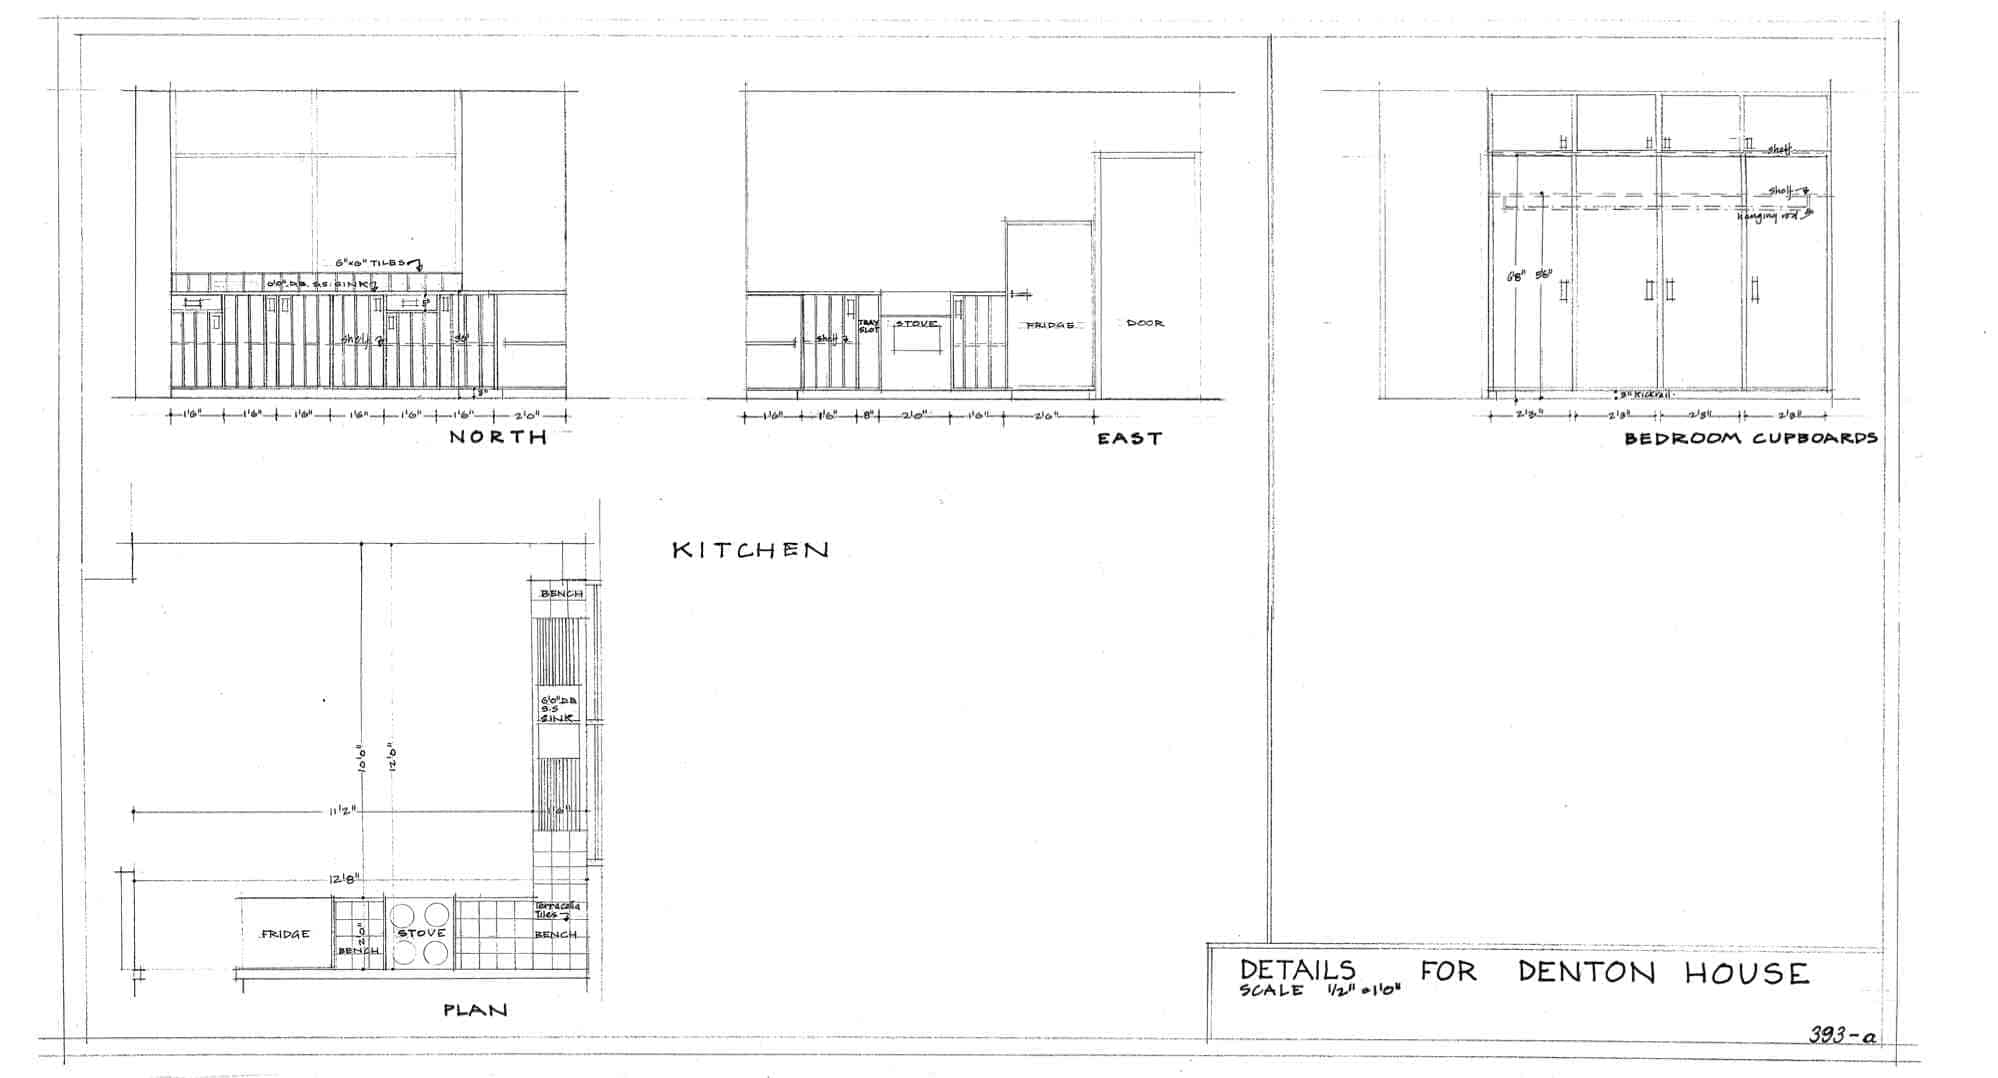 6"x6" TILES
6'0" DB. S.S. SINK
5"
shelf
3"
1'6" 1'6" 1'6" 1'6" 1'6" 1'6" 2'0"
NORTH
shelf
TRAY
SLOT
STOVE
FRIDGE
DOOR
1'6" 1'6" 8" 2'0" 1'6" 2'6"
EAST
shelf
shelf
hanging rod
6'8" 5'6"
3" Kickrail
2'3" 2'3" 2'3" 2'3"
BEDROOM CUPBOARDS
KITCHEN
BENCH
6'0" DB
S.S
SINK
10'0"
12'0"
11'2"
1'6"
12'8"
Terracotta
Tiles
FRIDGE
2'0"
BENCH
STOVE
BENCH
PLAN
DETAILS FOR DENTON HOUSE
SCALE 1/2" = 1'0"
393-a